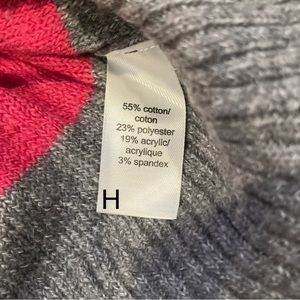 55% cotton/
coton
23% polyester
19% acrylic/
acrylique
3% spandex
H